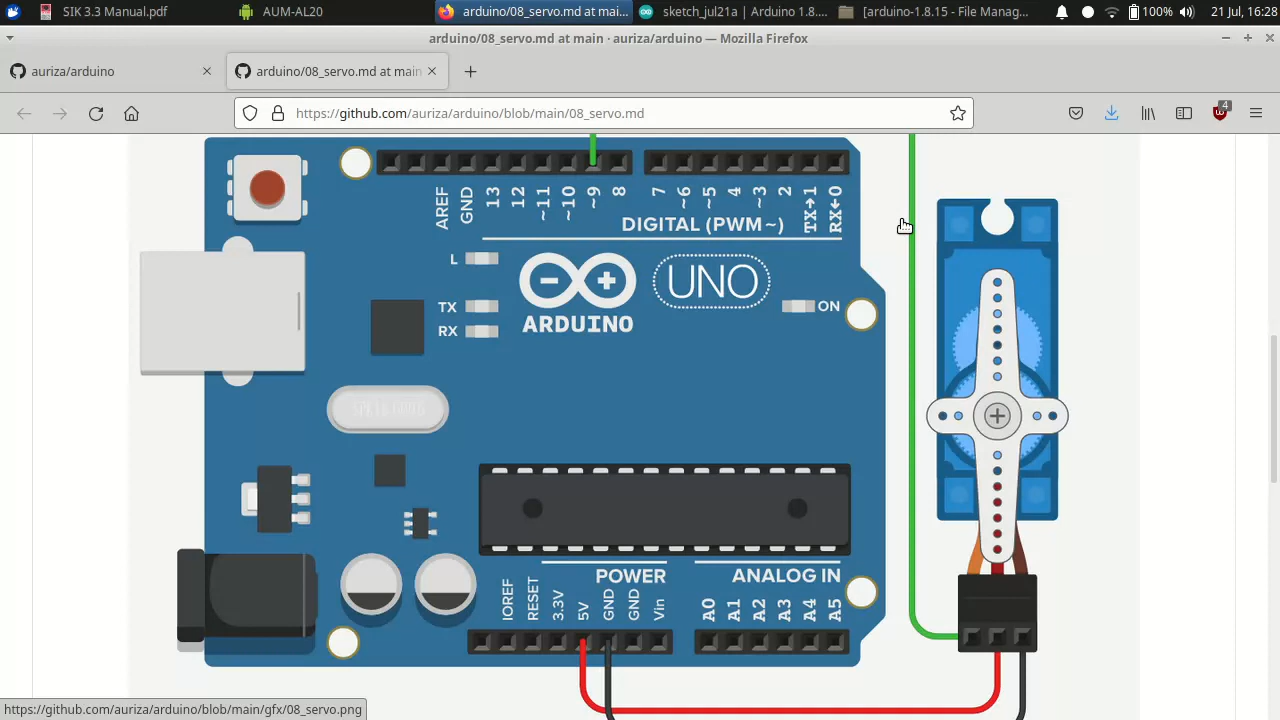 SIK 3.3 Manual.pdf
AUM-AL20
arduino/08_servo.md at mai...
sketch_jul21a | Arduino 1.8....
[arduino-1.8.15 - File Manag...
100%
21 Jul, 16:28
arduino/08_servo.md at main · auriza/arduino — Mozilla Firefox
auriza/arduino
arduino/08_servo.md at main
https://github.com/auriza/arduino/blob/main/08_servo.md
4
AREF
GND
13
12
~11
~10
~9
8
7
~6
~5
4
~3
2
TX→1
RX←0
DIGITAL (PWM~)
L
TX
RX
ARDUINO
UNO
ON
POWER
ANALOG IN
IOREF
RESET
3.3V
5V
GND
GND
Vin
A0
A1
A2
A3
A4
A5
https://github.com/auriza/arduino/blob/main/gfx/08_servo.png